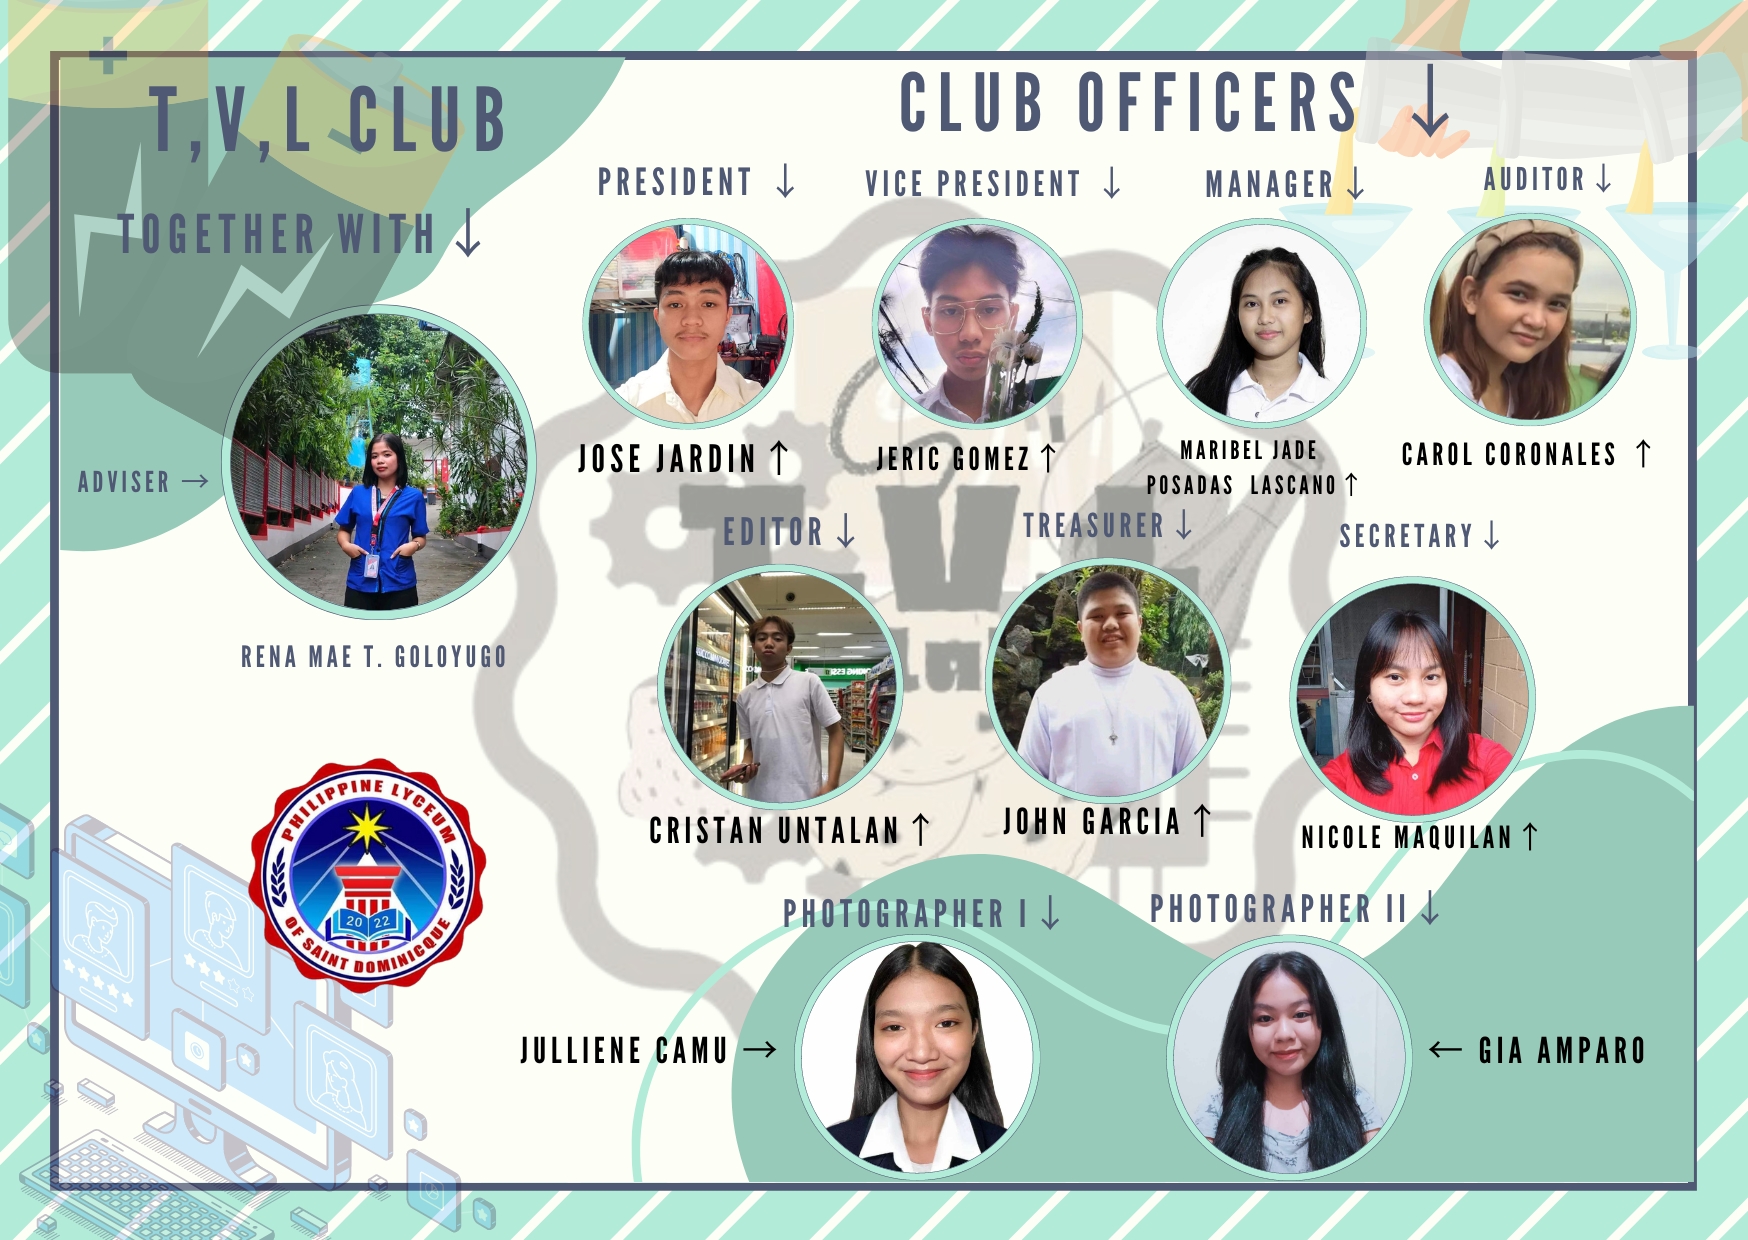 T,V,L CLUB
TOGETHER WITH ↓
ADVISER →
RENA MAE T. GOLOYUGO
PHILIPPINE LYCEUM
20 22
OF SAINT DOMINICQUE
CLUB OFFICERS ↓
PRESIDENT ↓
VICE PRESIDENT ↓
MANAGER ↓
AUDITOR ↓
JOSE JARDIN ↑
JERIC GOMEZ ↑
MARIBEL JADE
POSADAS LASCANO ↑
CAROL CORONALES ↑
EDITOR ↓
TREASURER ↓
SECRETARY ↓
CRISTAN UNTALAN ↑
JOHN GARCIA ↑
NICOLE MAQUILAN ↑
PHOTOGRAPHER I ↓
PHOTOGRAPHER II ↓
JULLIENE CAMU →
← GIA AMPARO